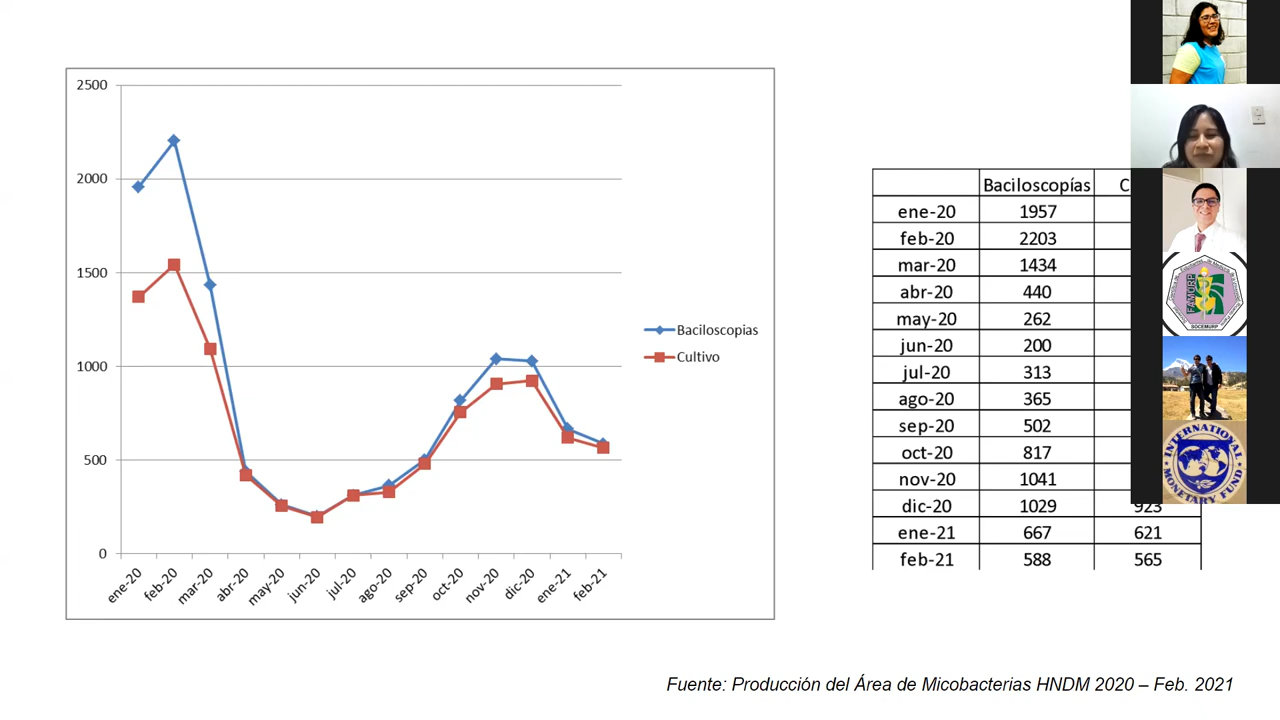 2500
2000
1500
1000
500
0
ene-20
feb-20
mar-20
abr-20
may-20
jun-20
jul-20
ago-20
sep-20
oct-20
nov-20
dic-20
ene-21
feb-21
Baciloscopias
Cultivo
Baciloscopías C
ene-20 1957
feb-20 2203
mar-20 1434
abr-20 440
may-20 262
jun-20 200
jul-20 313
ago-20 365
sep-20 502
oct-20 817
nov-20 1041
dic-20 1029 923
ene-21 667 621
feb-21 588 565
FAMURP
SOCEMURP
INTERNATIONAL
MONETARY FUND
Fuente: Producción del Área de Micobacterias HNDM 2020 – Feb. 2021